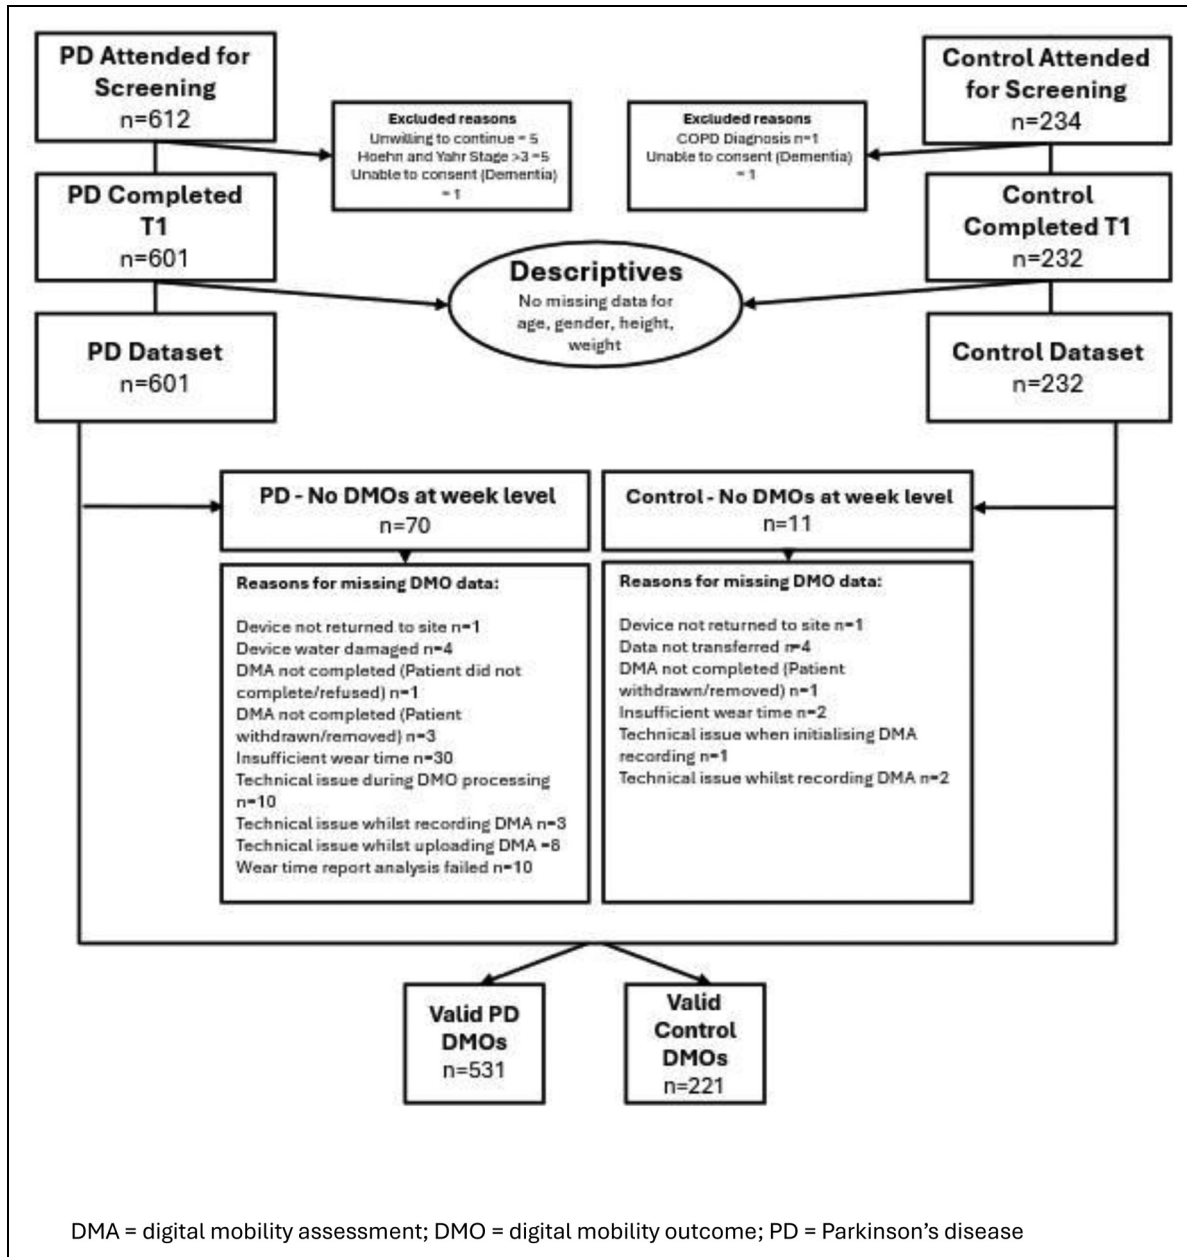 PD Attended for
Screening
n=612
Control Attended
for Screening
n=234
Excluded reasons
Unwilling to continue = 5
Hoehn and Yahr Stage >3 =5
Unable to consent (Dementia)
= 1
Excluded reasons
COPD Diagnosis n=1
Unable to consent (Dementia)
= 1
PD Completed
T1
n=601
Control
Completed T1
n=232
Descriptives
No missing data for
age, gender, height,
weight
PD Dataset
n=601
Control Dataset
n=232
PD - No DMOs at week level
n=70
Control - No DMOs at week level
n=11
Reasons for missing DMO data:
Device not returned to site n=1
Device water damaged n=4
DMA not completed (Patient did not
complete/refused) n=1
DMA not completed (Patient
withdrawn/removed) n=3
Insufficient wear time n=30
Technical issue during DMO processing
n=10
Technical issue whilst recording DMA n=3
Technical issue whilst uploading DMA =8
Wear time report analysis failed n=10
Reasons for missing DMO data:
Device not returned to site n=1
Data not transferred n=4
DMA not completed (Patient
withdrawn/removed) n=1
Insufficient wear time n=2
Technical issue when initialising DMA
recording n=1
Technical issue whilst recording DMA n=2
Valid PD
DMOs
n=531
Valid
Control
DMOs
n=221
DMA = digital mobility assessment; DMO = digital mobility outcome; PD = Parkinson’s disease